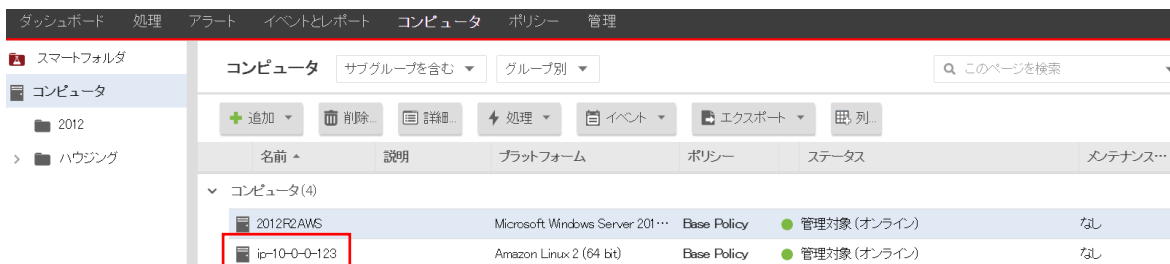 ダッシュボード 処理 アラート イベントとレポート コンピュータ ポリシー 管理
スマートフォルダ
コンピュータ
2012
ハウジング
コンピュータ サブグループを含む グループ別 このページを検索
追加 削除... 詳細... 処理 イベント エクスポート 列...
名前 説明 プラットフォーム ポリシー ステータス メンテナンス…
コンピュータ(4)
2012R2AWS Microsoft Windows Server 201… Base Policy 管理対象 (オンライン) なし
ip-10-0-0-123 Amazon Linux 2 (64 bit) Base Policy 管理対象 (オンライン) なし